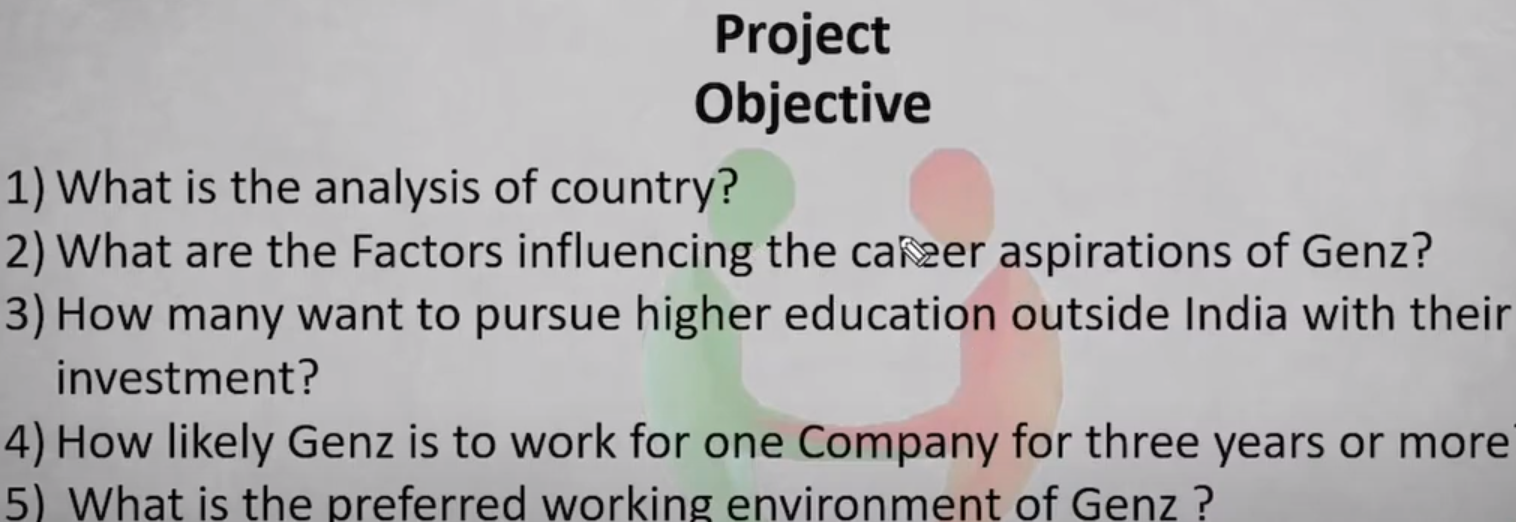 Project
Objective
1) What is the analysis of country?
2) What are the Factors influencing the career aspirations of Genz?
3) How many want to pursue higher education outside India with their
investment?
4) How likely Genz is to work for one Company for three years or more
5) What is the preferred working environment of Genz ?